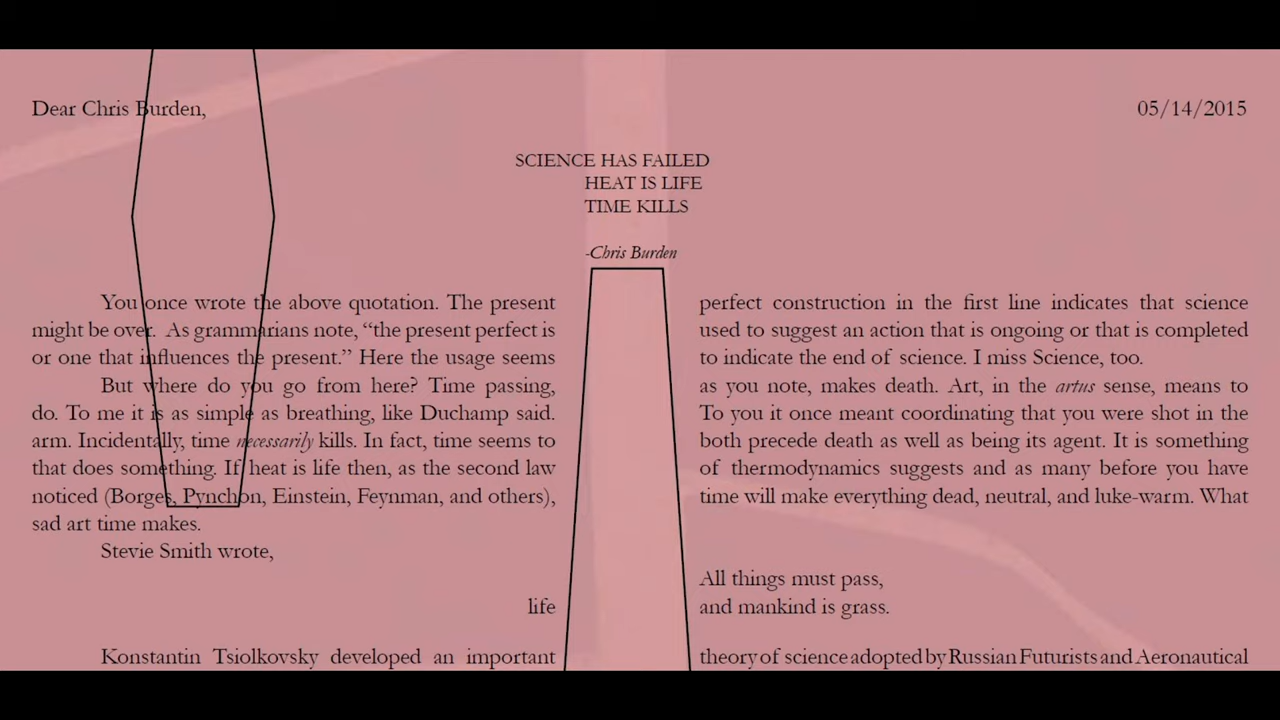 Dear Chris Burden, 05/14/2015
SCIENCE HAS FAILED
HEAT IS LIFE
TIME KILLS
-Chris Burden
You once wrote the above quotation. The present perfect construction in the first line indicates that science
might be over. As grammarians note, “the present perfect is used to suggest an action that is ongoing or that is completed
or one that influences the present.” Here the usage seems to indicate the end of science. I miss Science, too.
But where do you go from here? Time passing, as you note, makes death. Art, in the artus sense, means to
do. To me it is as simple as breathing, like Duchamp said. To you it once meant coordinating that you were shot in the
arm. Incidentally, time necessarily kills. In fact, time seems to both precede death as well as being its agent. It is something
that does something. If heat is life then, as the second law of thermodynamics suggests and as many before you have
noticed (Borges, Pynchon, Einstein, Feynman, and others), time will make everything dead, neutral, and luke-warm. What
sad art time makes.
Stevie Smith wrote,
All things must pass,
life and mankind is grass.
Konstantin Tsiolkovsky developed an important theory of science adopted by Russian Futurists and Aeronautical